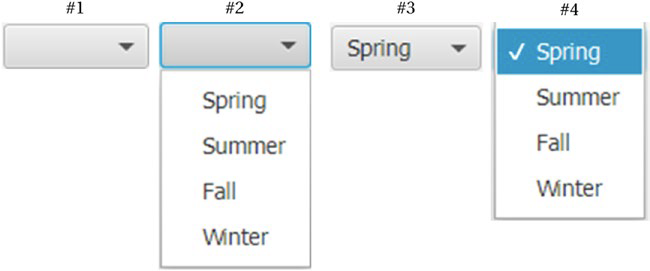 #1
#2
#3
#4
Spring
Spring
Summer
Fall
Winter
✓ Spring
Summer
Fall
Winter